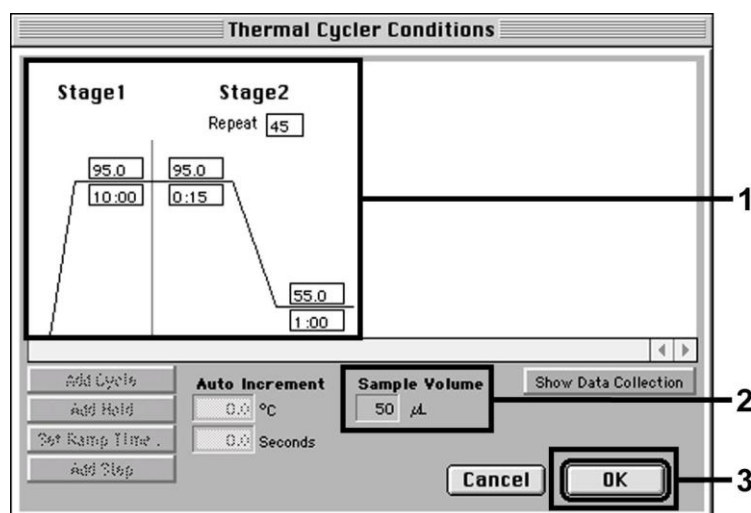 Thermal Cycler Conditions
Stage1 Stage2
Repeat 45
95.0 95.0
10:00 0:15
1
55.0
1:00
Add Cycle
Add Hold
Set Ramp Time .
Add Step
Auto Increment
0.0 °C
0.0 Seconds
Sample Volume
50 µL
2
Show Data Collection
Cancel OK
3